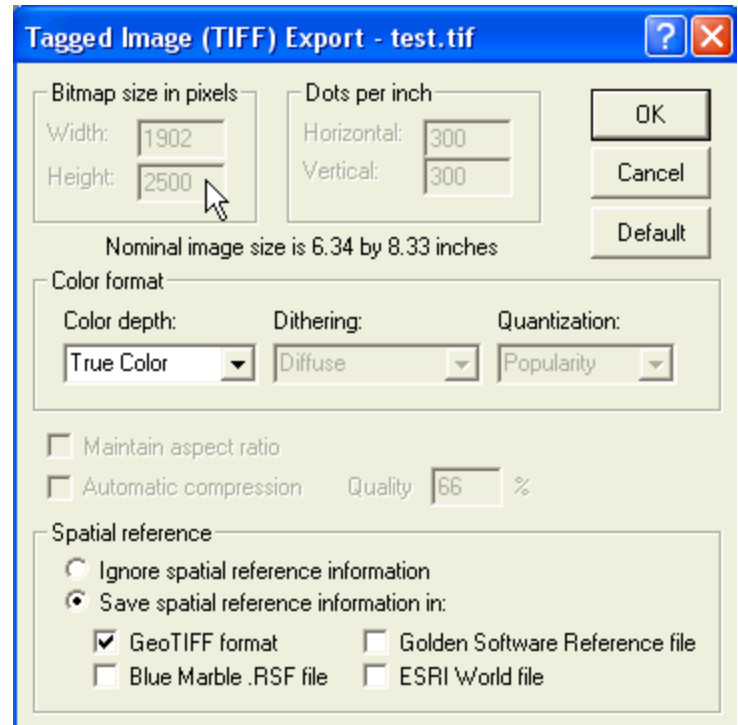 Tagged Image (TIFF) Export - test.tif
Bitmap size in pixels
Width: 1902
Height: 2500
Dots per inch
Horizontal: 300
Vertical: 300
OK
Cancel
Default
Nominal image size is 6.34 by 8.33 inches
Color format
Color depth: Dithering: Quantization:
True Color Diffuse Popularity
Maintain aspect ratio
Automatic compression Quality 66 %
Spatial reference
Ignore spatial reference information
Save spatial reference information in:
GeoTIFF format Golden Software Reference file
Blue Marble .RSF file ESRI World file